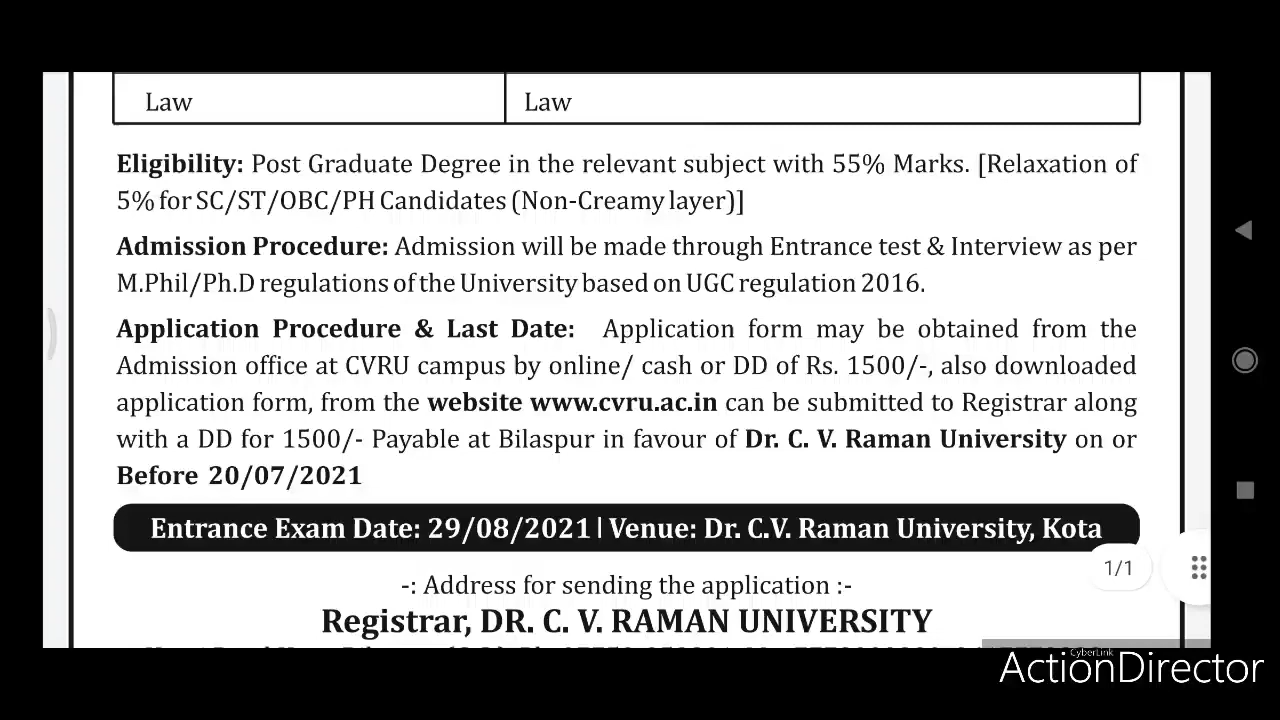 Law Law
Eligibility: Post Graduate Degree in the relevant subject with 55% Marks. [Relaxation of
5% for SC/ST/OBC/PH Candidates (Non-Creamy layer)]
Admission Procedure: Admission will be made through Entrance test & Interview as per
M.Phil/Ph.D regulations of the University based on UGC regulation 2016.
Application Procedure & Last Date: Application form may be obtained from the
Admission office at CVRU campus by online/ cash or DD of Rs. 1500/-, also downloaded
application form, from the website www.cvru.ac.in can be submitted to Registrar along
with a DD for 1500/- Payable at Bilaspur in favour of Dr. C. V. Raman University on or
Before 20/07/2021
Entrance Exam Date: 29/08/2021 | Venue: Dr. C.V. Raman University, Kota
1/1
-: Address for sending the application :-
Registrar, DR. C. V. RAMAN UNIVERSITY
CyberLink
ActionDirector